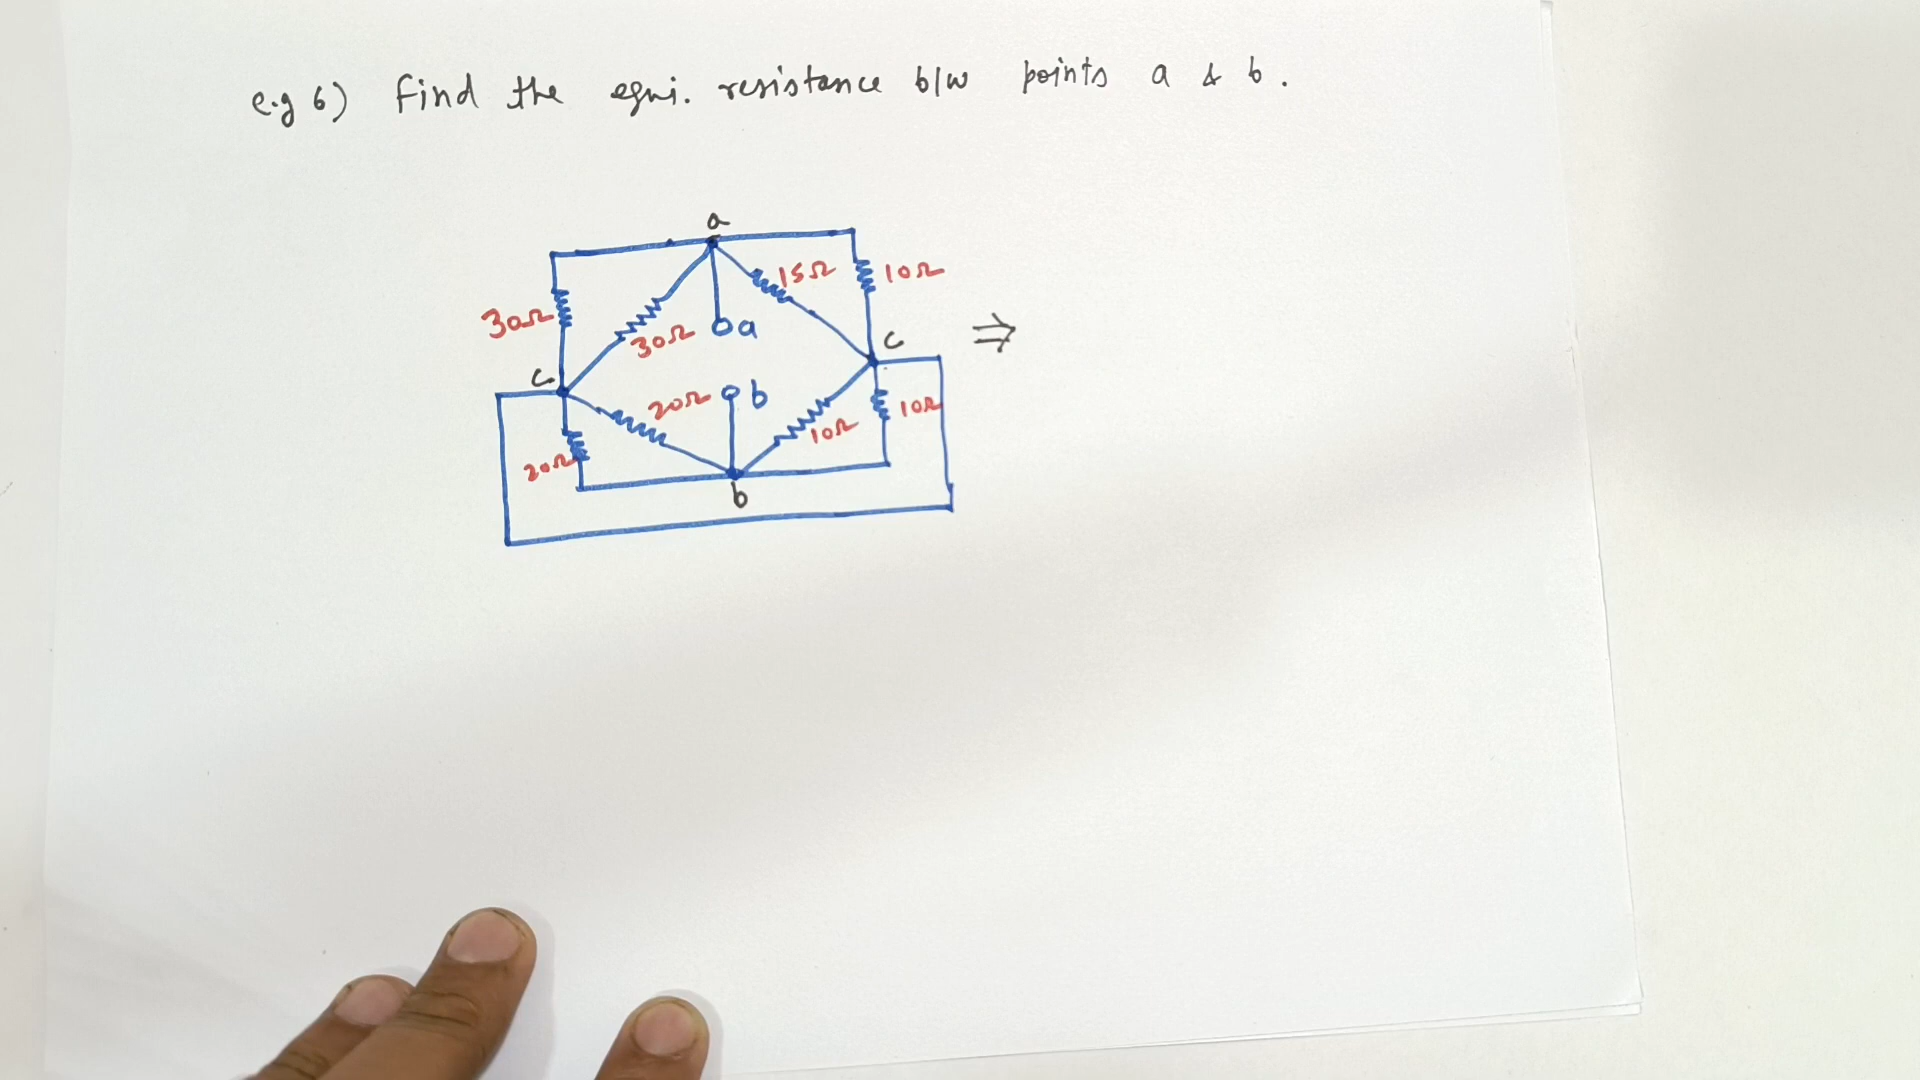 e.g 6) Find the equi. resistance b/w points a & b.
a
15Ω 10Ω
30Ω 30Ω a
c c
20Ω b 10Ω 10Ω
20Ω
b
⇒